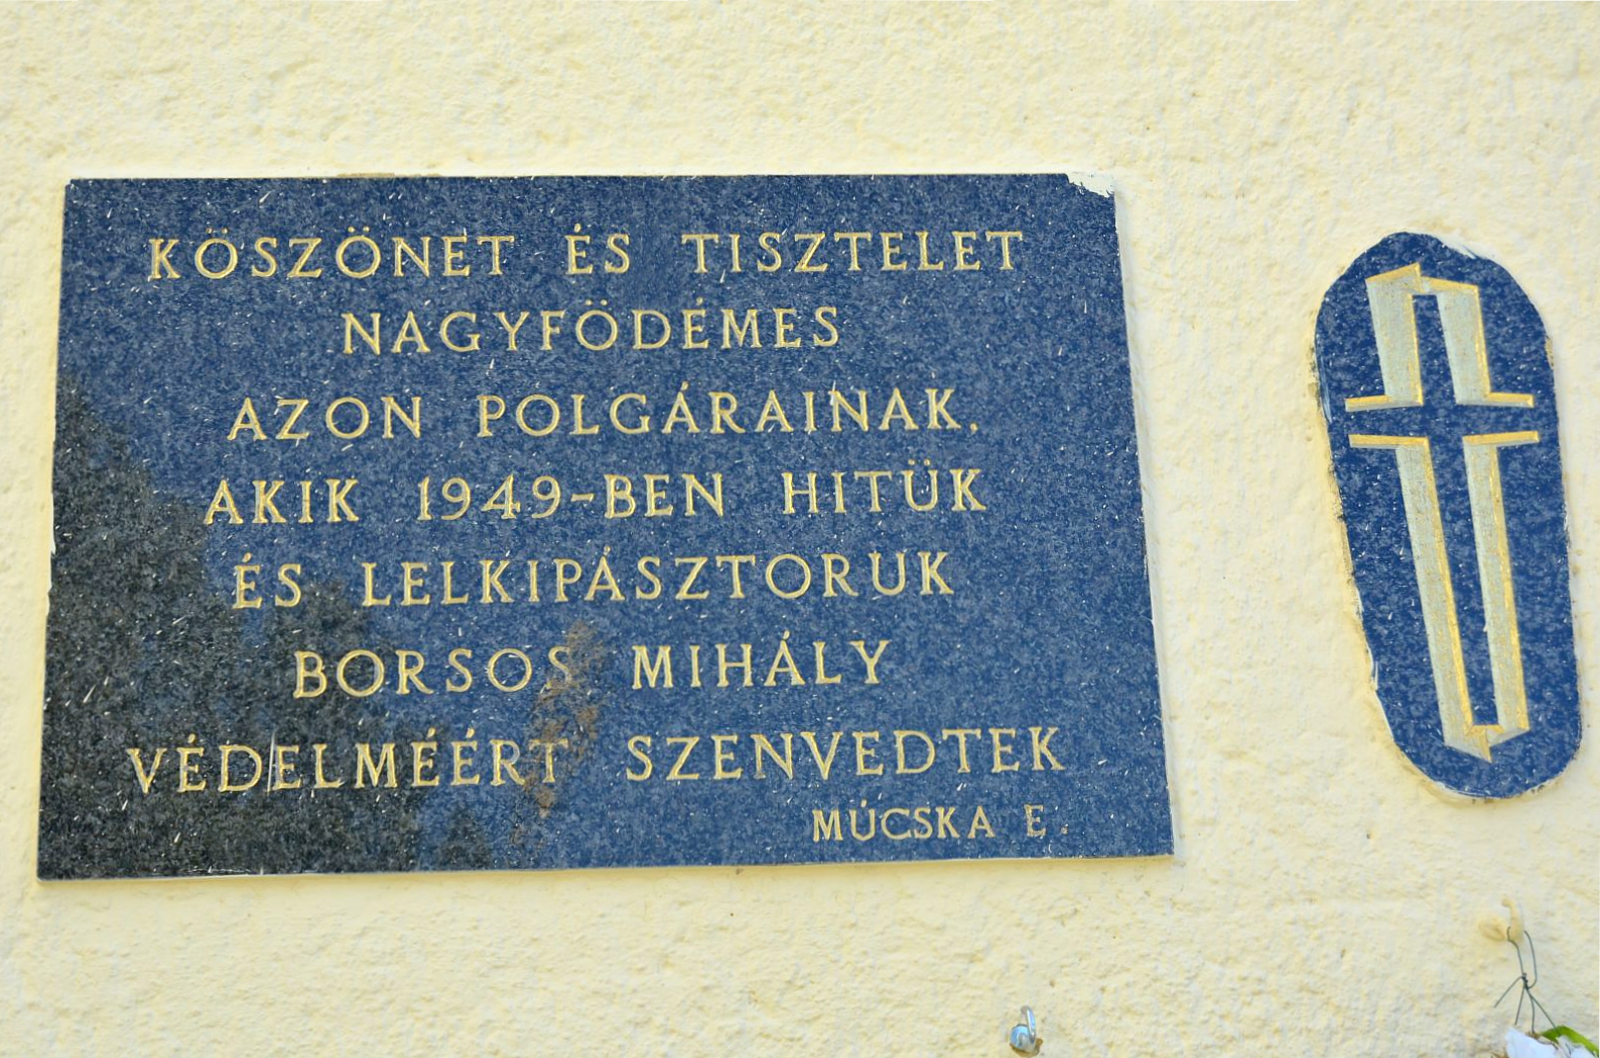 KÖSZÖNET ÉS TISZTELET
NAGYFÖDÉMES
AZON POLGÁRAINAK,
AKIK 1949-BEN HITÜK
ÉS LELKIPÁSZTORUK
BORSOS MIHÁLY
VÉDELMÉÉRT SZENVEDTEK
MÚCSKA E.